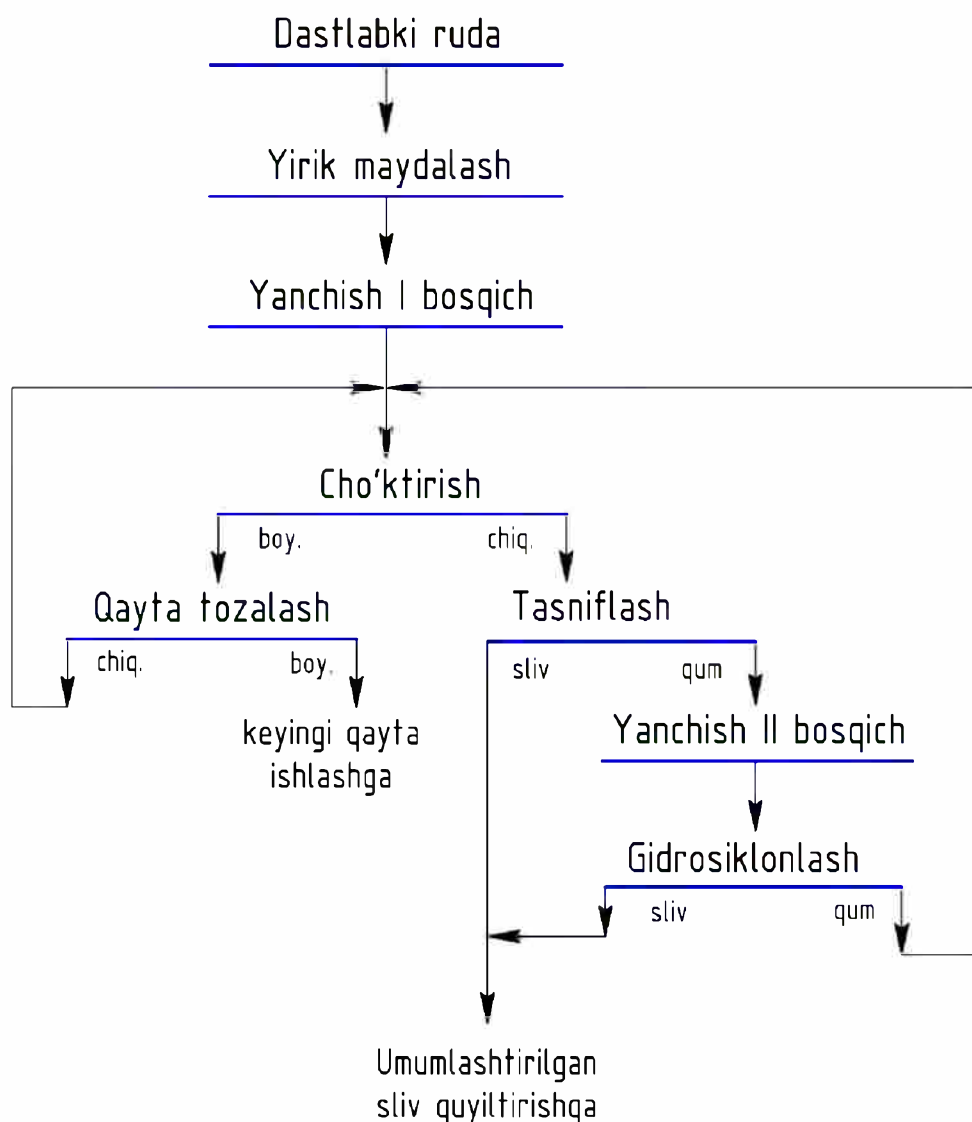 Dastlabki ruda
Yirik maydalash
Yanchish I bosqich
Cho'ktirish
boy.
chiq.
Qayta tozalash
Tasniflash
chiq.
boy.
sliv
qum
keyingi qayta
ishlashga
Yanchish II bosqich
Gidrosiklonlash
sliv
qum
Umumlashtirilgan
sliv quyiltirishqa